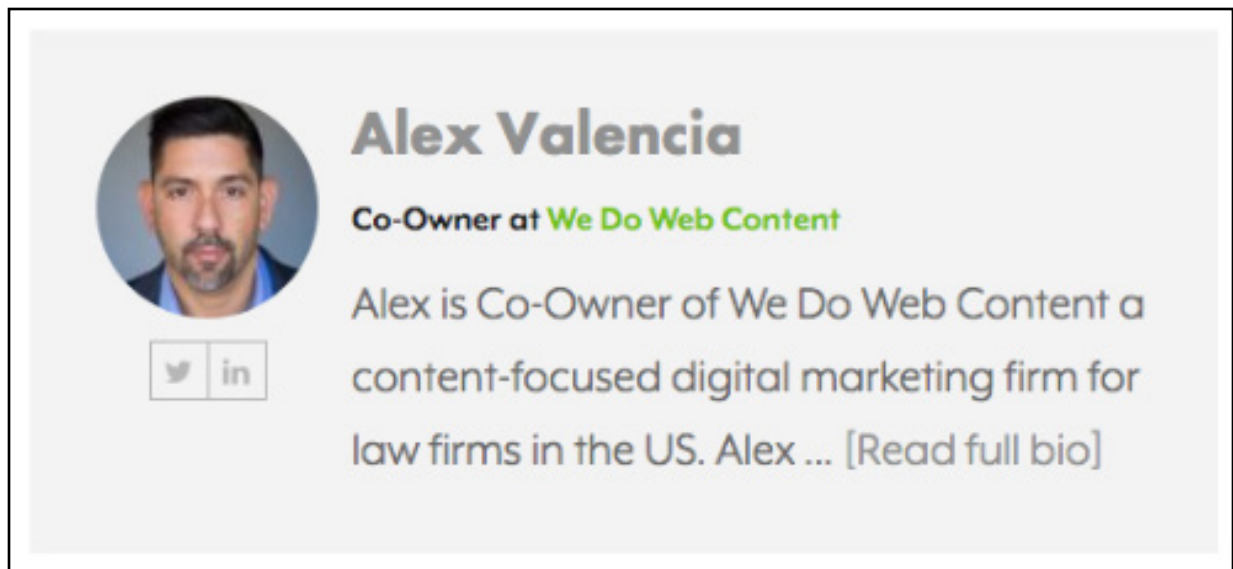 Alex Valencia
Co-Owner at We Do Web Content
Alex is Co-Owner of We Do Web Content a
content-focused digital marketing firm for
law firms in the US. Alex ... [Read full bio]
in